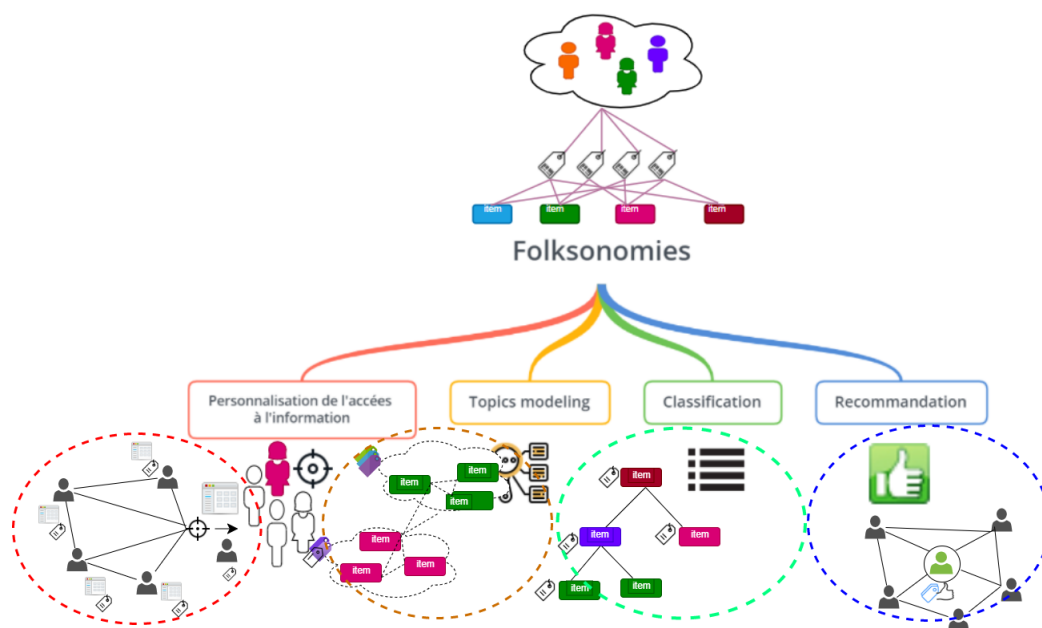 item
item
item
item
Folksonomies
Personnalisation de l'accées
à l'information
Topics modeling
Classification
Recommandation
item
item
item
item
item
item
item
item
item
item
item